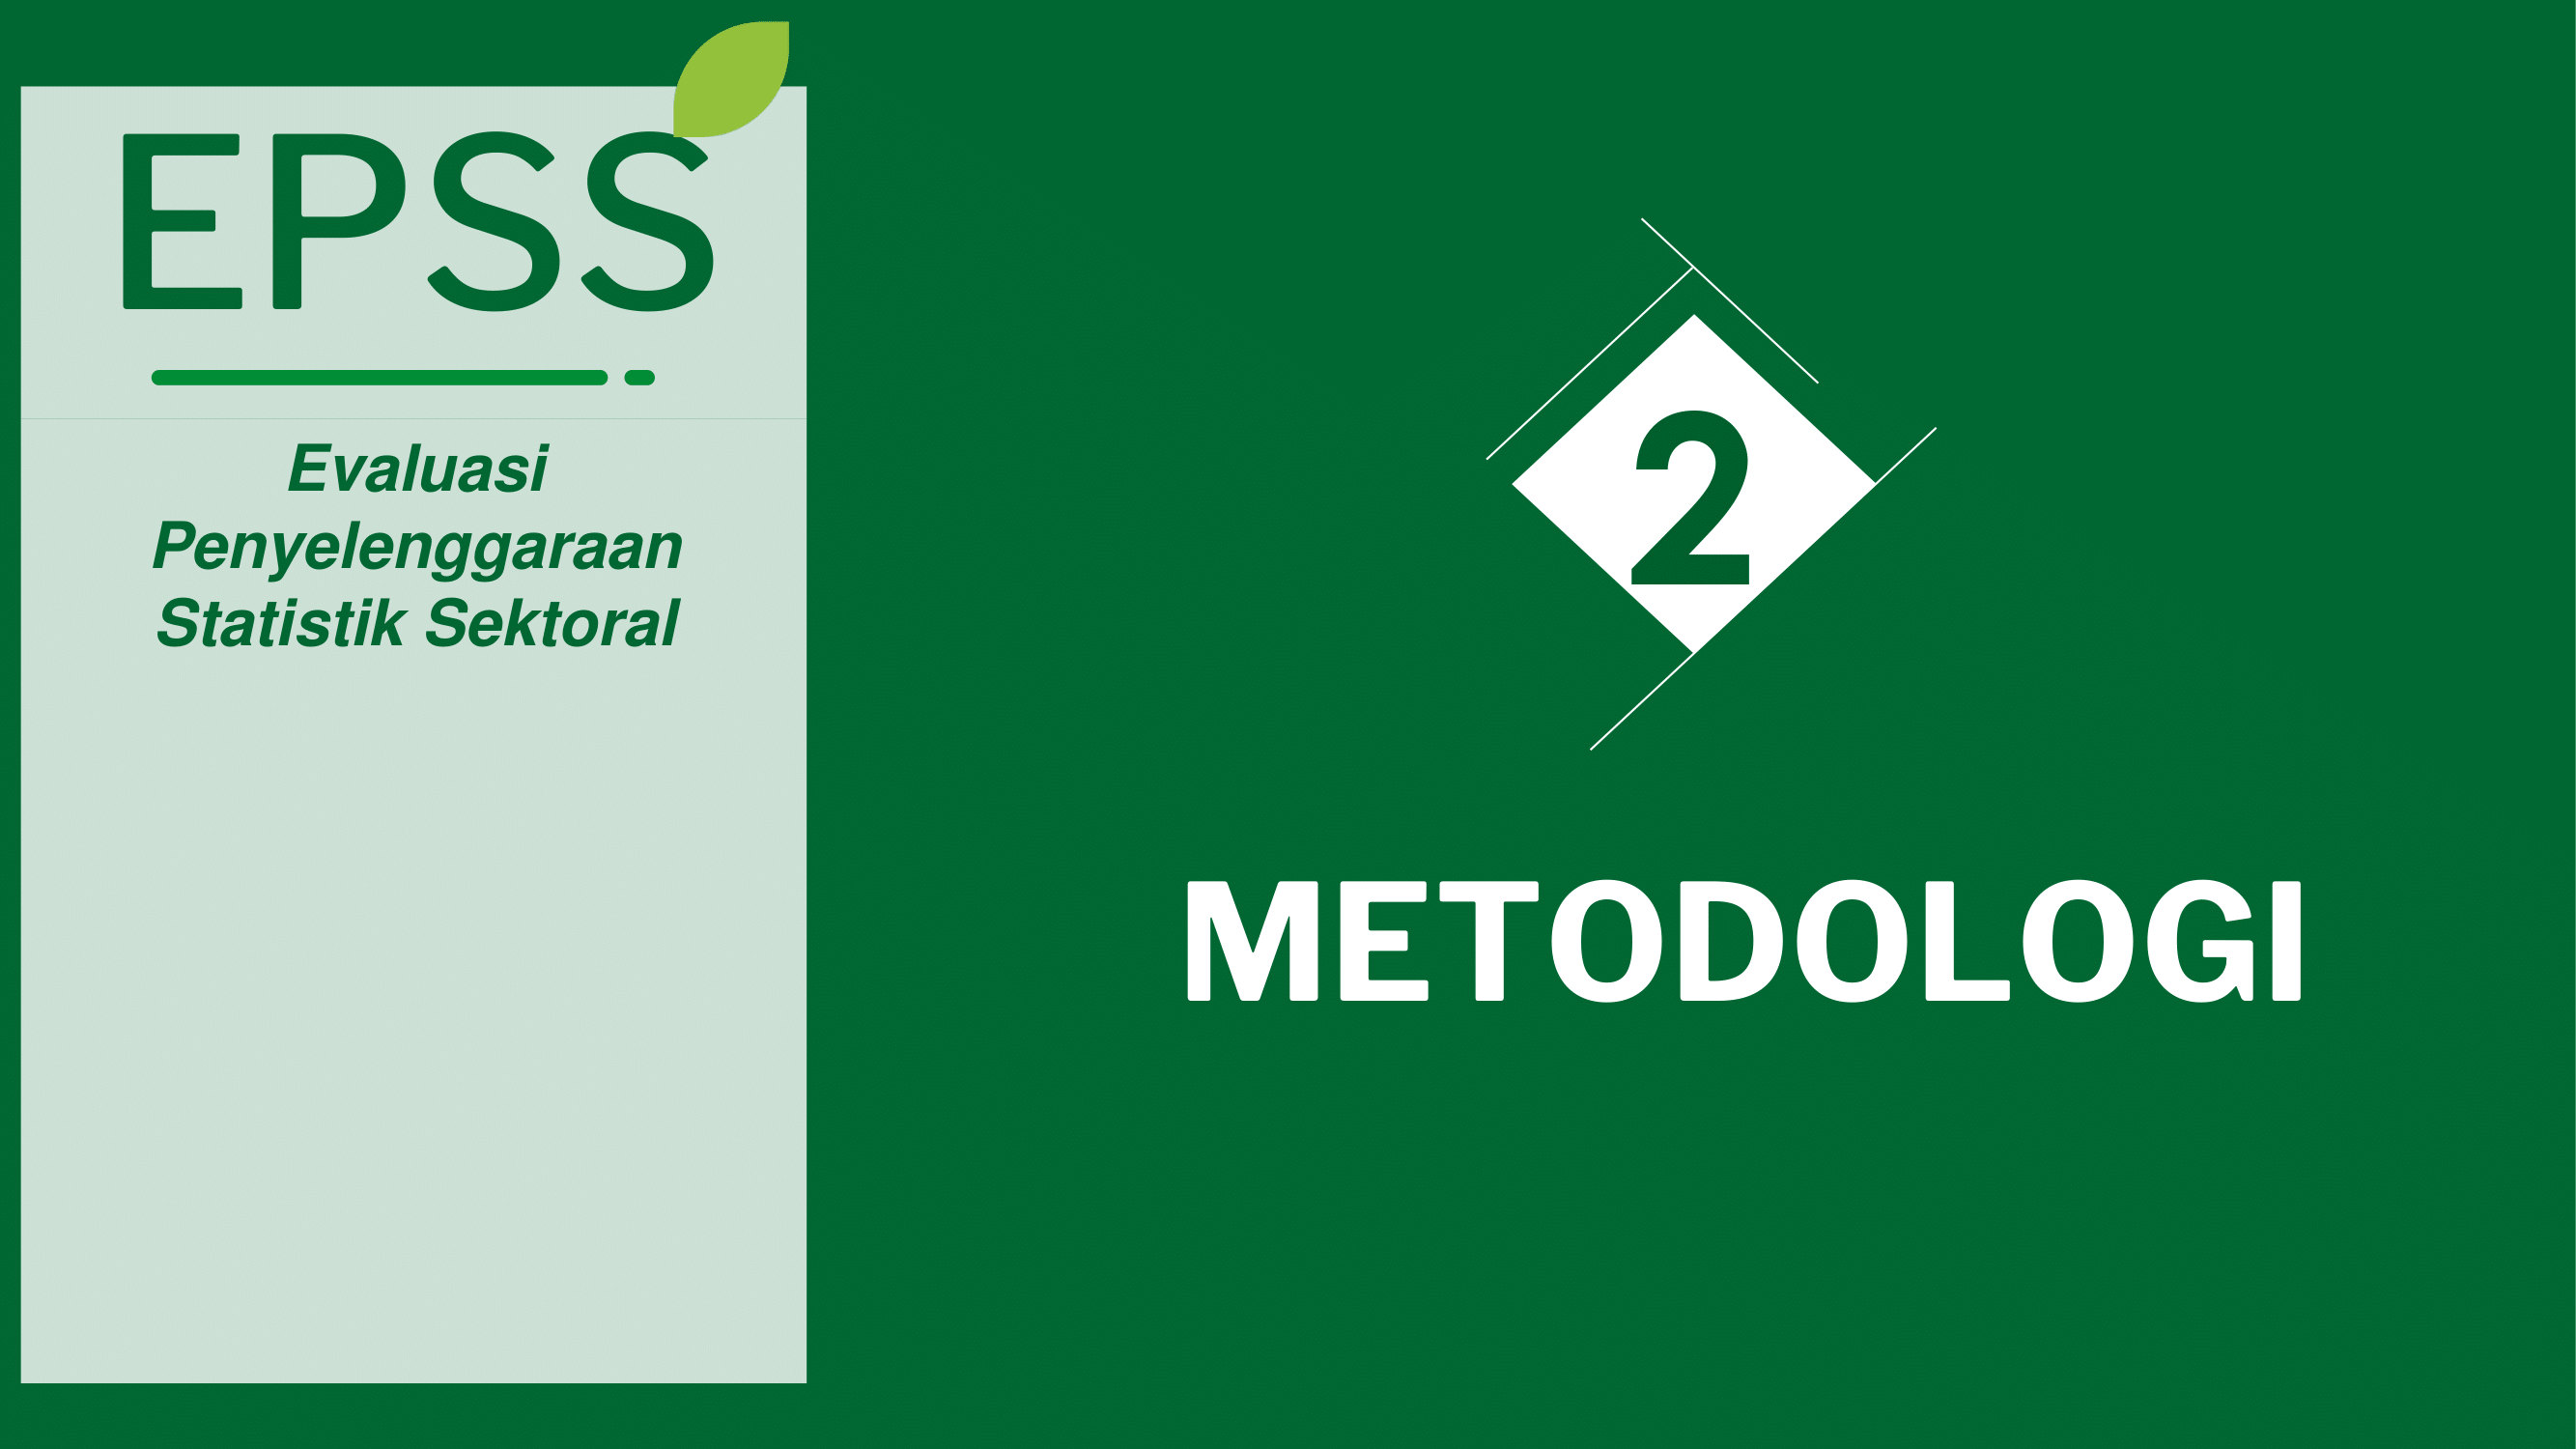 EPSS
Evaluasi
Penyelenggaraan
Statistik Sektoral
2
METODOLOGI